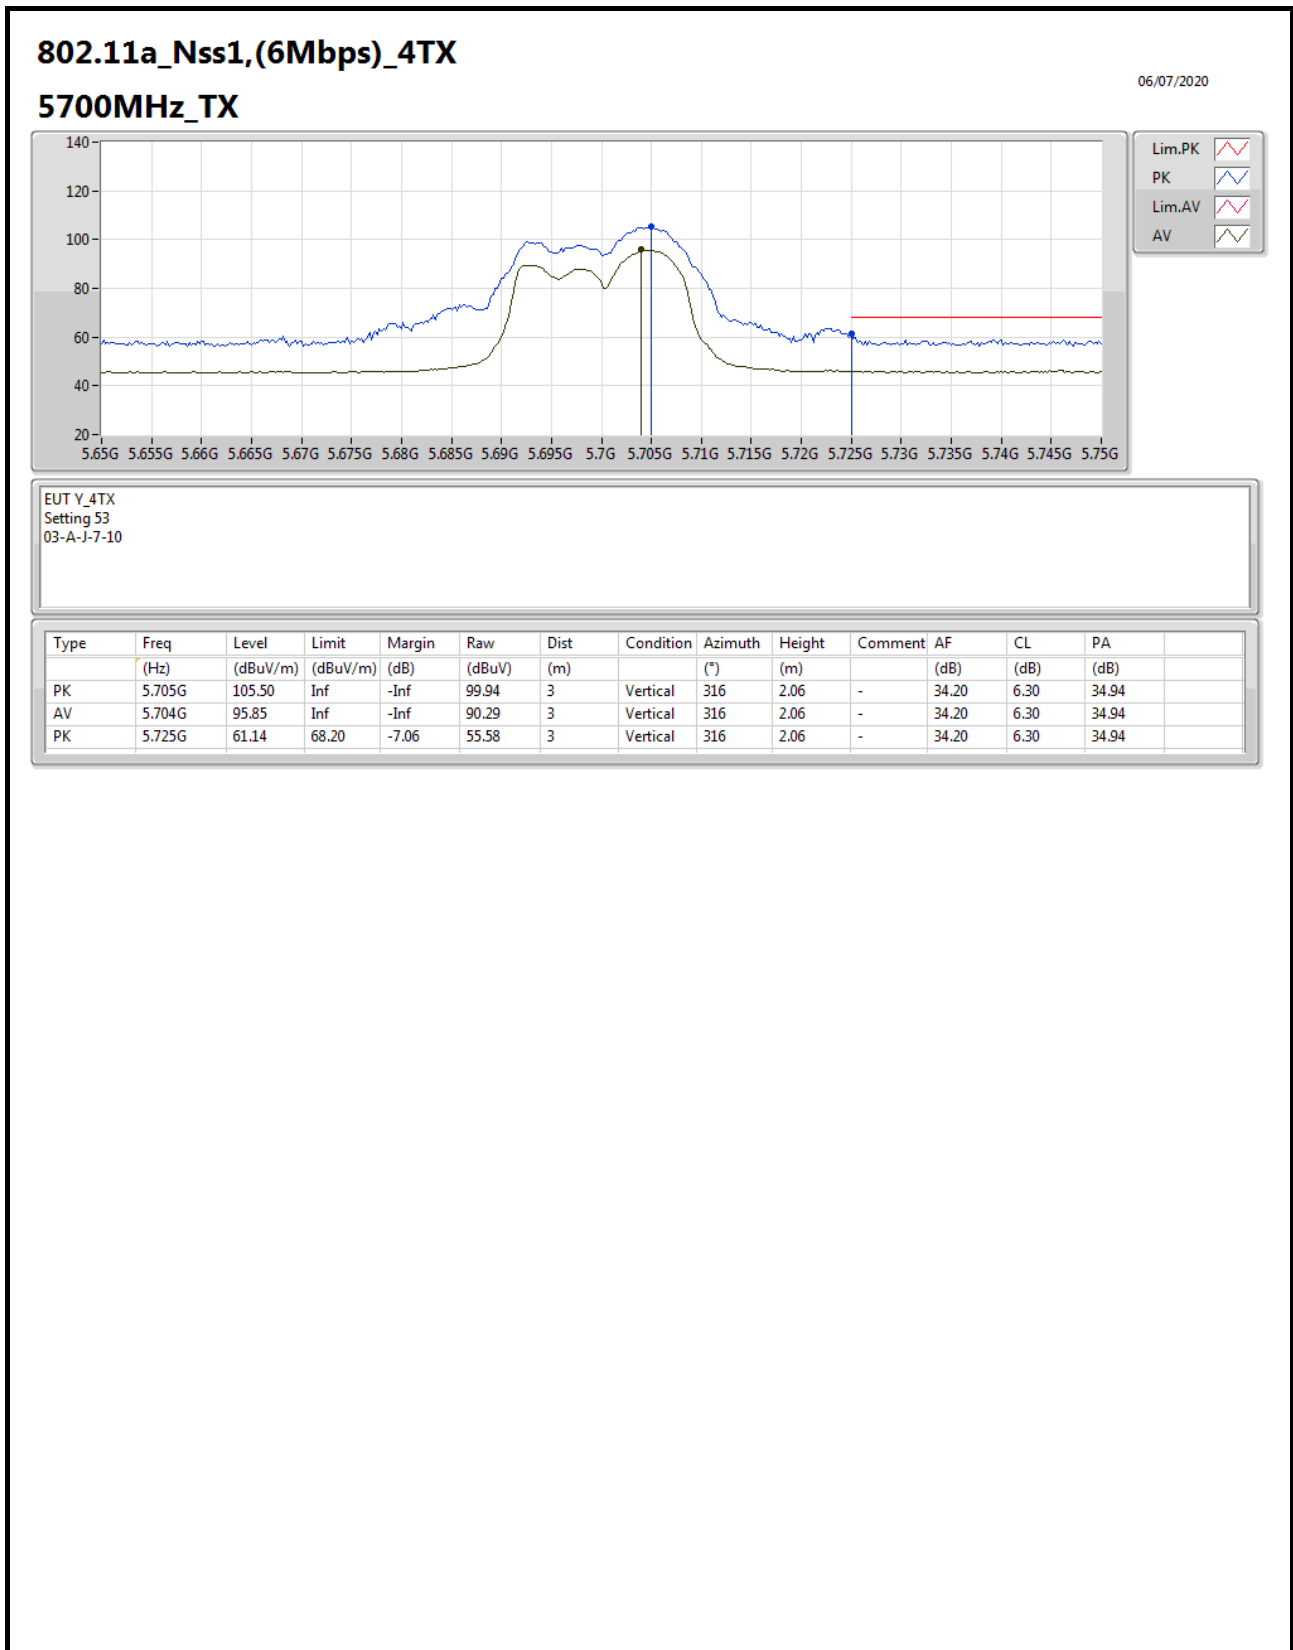 802.11a_Nss1,(6Mbps)_4TX
06/07/2020
5700MHz_TX
140
120
100
80
60
40
20
5.65G 5.655G 5.66G 5.665G 5.67G 5.675G 5.68G 5.685G 5.69G 5.695G 5.7G 5.705G 5.71G 5.715G 5.72G 5.725G 5.73G 5.735G 5.74G 5.745G 5.75G
Lim.PK
PK
Lim.AV
AV
EUT Y_4TX
Setting 53
03-A-J-7-10
Type Freq Level Limit Margin Raw Dist Condition Azimuth Height Comment AF CL PA
(Hz) (dBuV/m) (dBuV/m) (dB) (dBuV) (m) (°) (m) (dB) (dB) (dB)
PK 5.705G 105.50 Inf -Inf 99.94 3 Vertical 316 2.06 - 34.20 6.30 34.94
AV 5.704G 95.85 Inf -Inf 90.29 3 Vertical 316 2.06 - 34.20 6.30 34.94
PK 5.725G 61.14 68.20 -7.06 55.58 3 Vertical 316 2.06 - 34.20 6.30 34.94